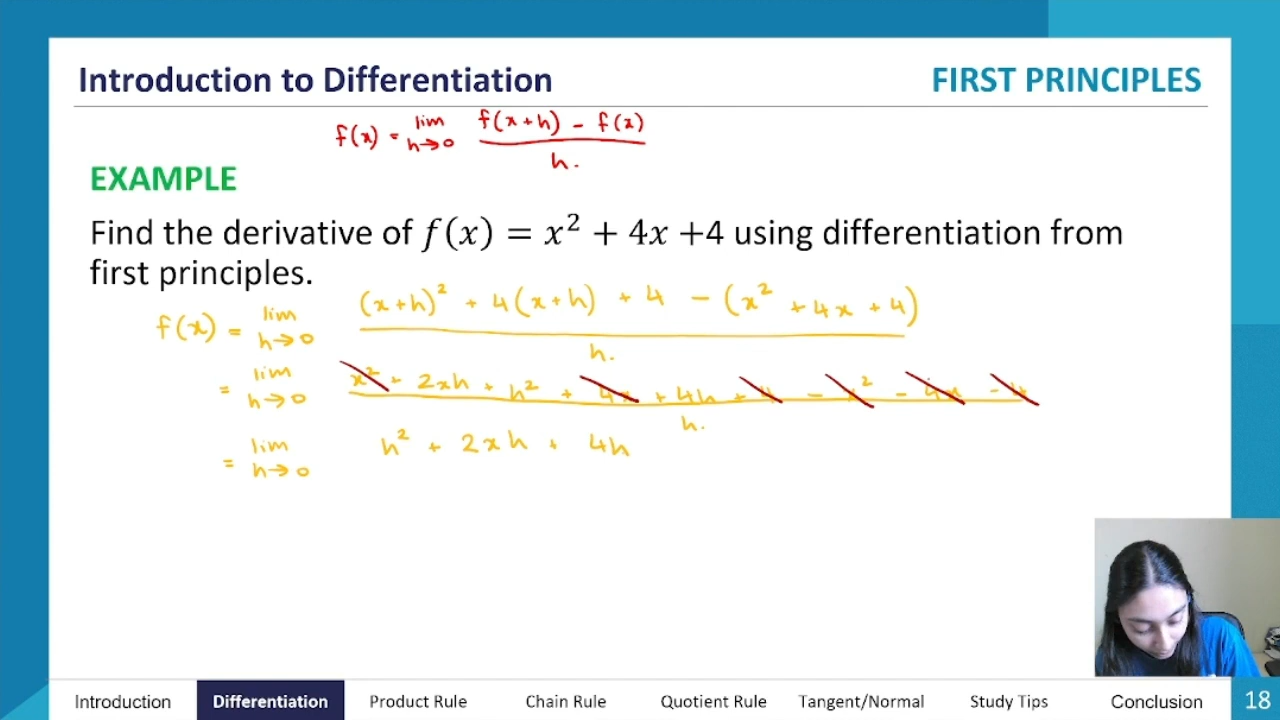 Introduction to Differentiation
FIRST PRINCIPLES
f(x) = lim h→0 f(x+h) - f(x) / h.
EXAMPLE
Find the derivative of f(x) = x² + 4x +4 using differentiation from
first principles.
f(x) = lim h→0 (x+h)² + 4(x+h) + 4 - (x² + 4x + 4) / h.
= lim h→0 x² + 2xh + h² + 4x + 4h + 4 - x² - 4x - 4 / h.
= lim h→0 h² + 2xh + 4h
Introduction
Differentiation
Product Rule
Chain Rule
Quotient Rule
Tangent/Normal
Study Tips
Conclusion
18